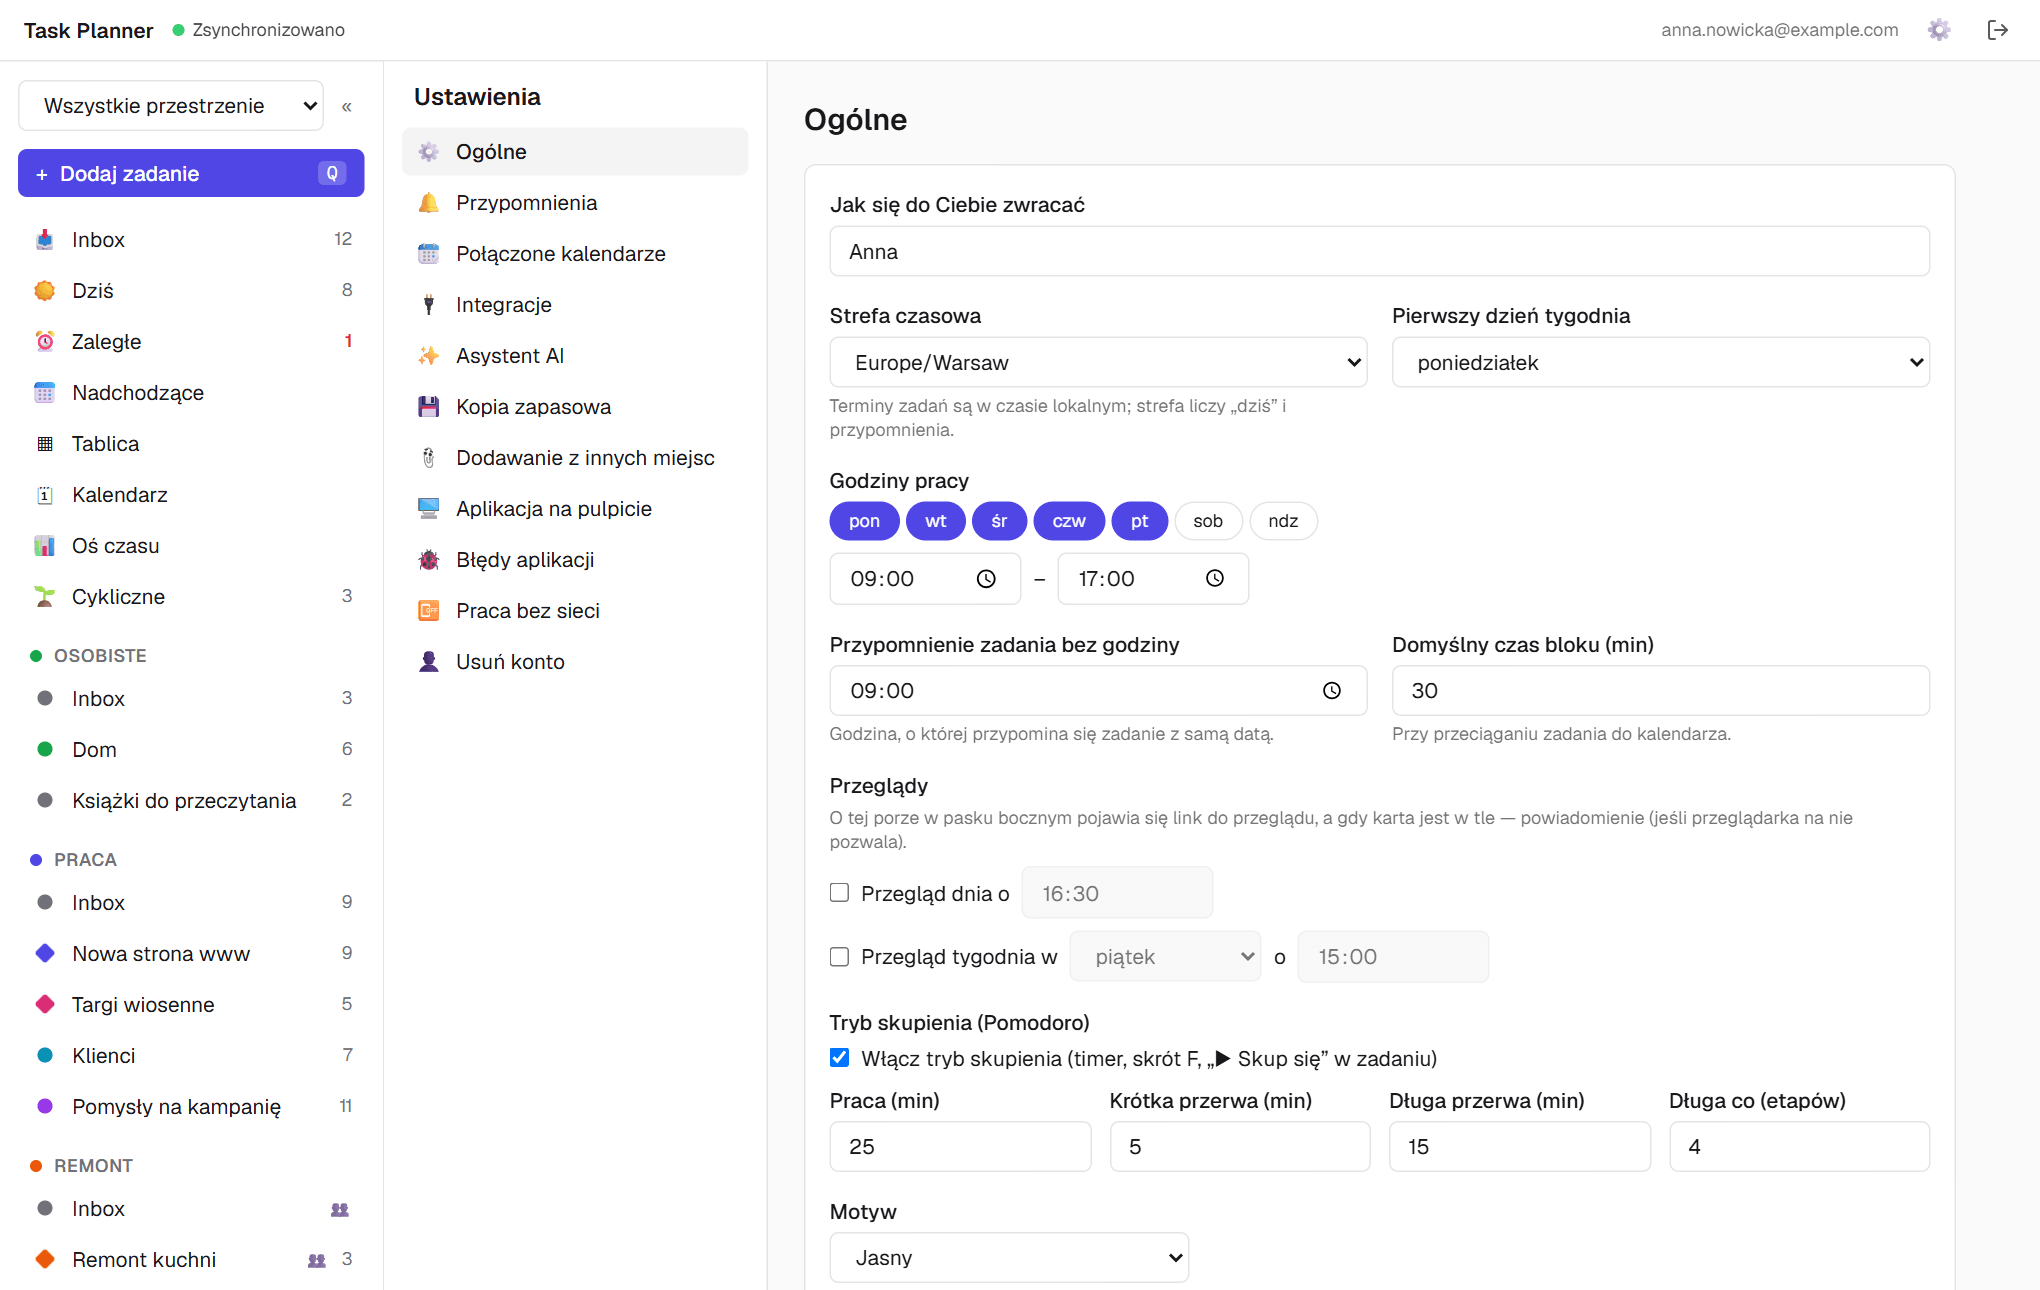 Task Planner
Zsynchronizowano
anna.nowicka@example.com
Wszystkie przestrzenie
«
+ Dodaj zadanie Q
Inbox 12
Dziś 8
Zaległe 1
Nadchodzące
Tablica
Kalendarz
Oś czasu
Cykliczne 3
OSOBISTE
Inbox 3
Dom 6
Książki do przeczytania 2
PRACA
Inbox 9
Nowa strona www 9
Targi wiosenne 5
Klienci 7
Pomysły na kampanię 11
REMONT
Inbox
Remont kuchni 3
Ustawienia
Ogólne
Przypomnienia
Połączone kalendarze
Integracje
Asystent AI
Kopia zapasowa
Dodawanie z innych miejsc
Aplikacja na pulpicie
Błędy aplikacji
Praca bez sieci
Usuń konto
Ogólne
Jak się do Ciebie zwracać
Anna
Strefa czasowa
Europe/Warsaw
Terminy zadań są w czasie lokalnym; strefa liczy „dziś” i
przypomnienia.
Pierwszy dzień tygodnia
poniedziałek
Godziny pracy
pon wt śr czw pt sob ndz
09:00 – 17:00
Przypomnienie zadania bez godziny
09:00
Godzina, o której przypomina się zadanie z samą datą.
Domyślny czas bloku (min)
30
Przy przeciąganiu zadania do kalendarza.
Przeglądy
O tej porze w pasku bocznym pojawia się link do przeglądu, a gdy karta jest w tle — powiadomienie (jeśli przeglądarka na nie
pozwala).
Przegląd dnia o 16:30
Przegląd tygodnia w piątek o 15:00
Tryb skupienia (Pomodoro)
Włącz tryb skupienia (timer, skrót F, „▶ Skup się” w zadaniu)
Praca (min) Krótka przerwa (min) Długa przerwa (min) Długa co (etapów)
25 5 15 4
Motyw
Jasny